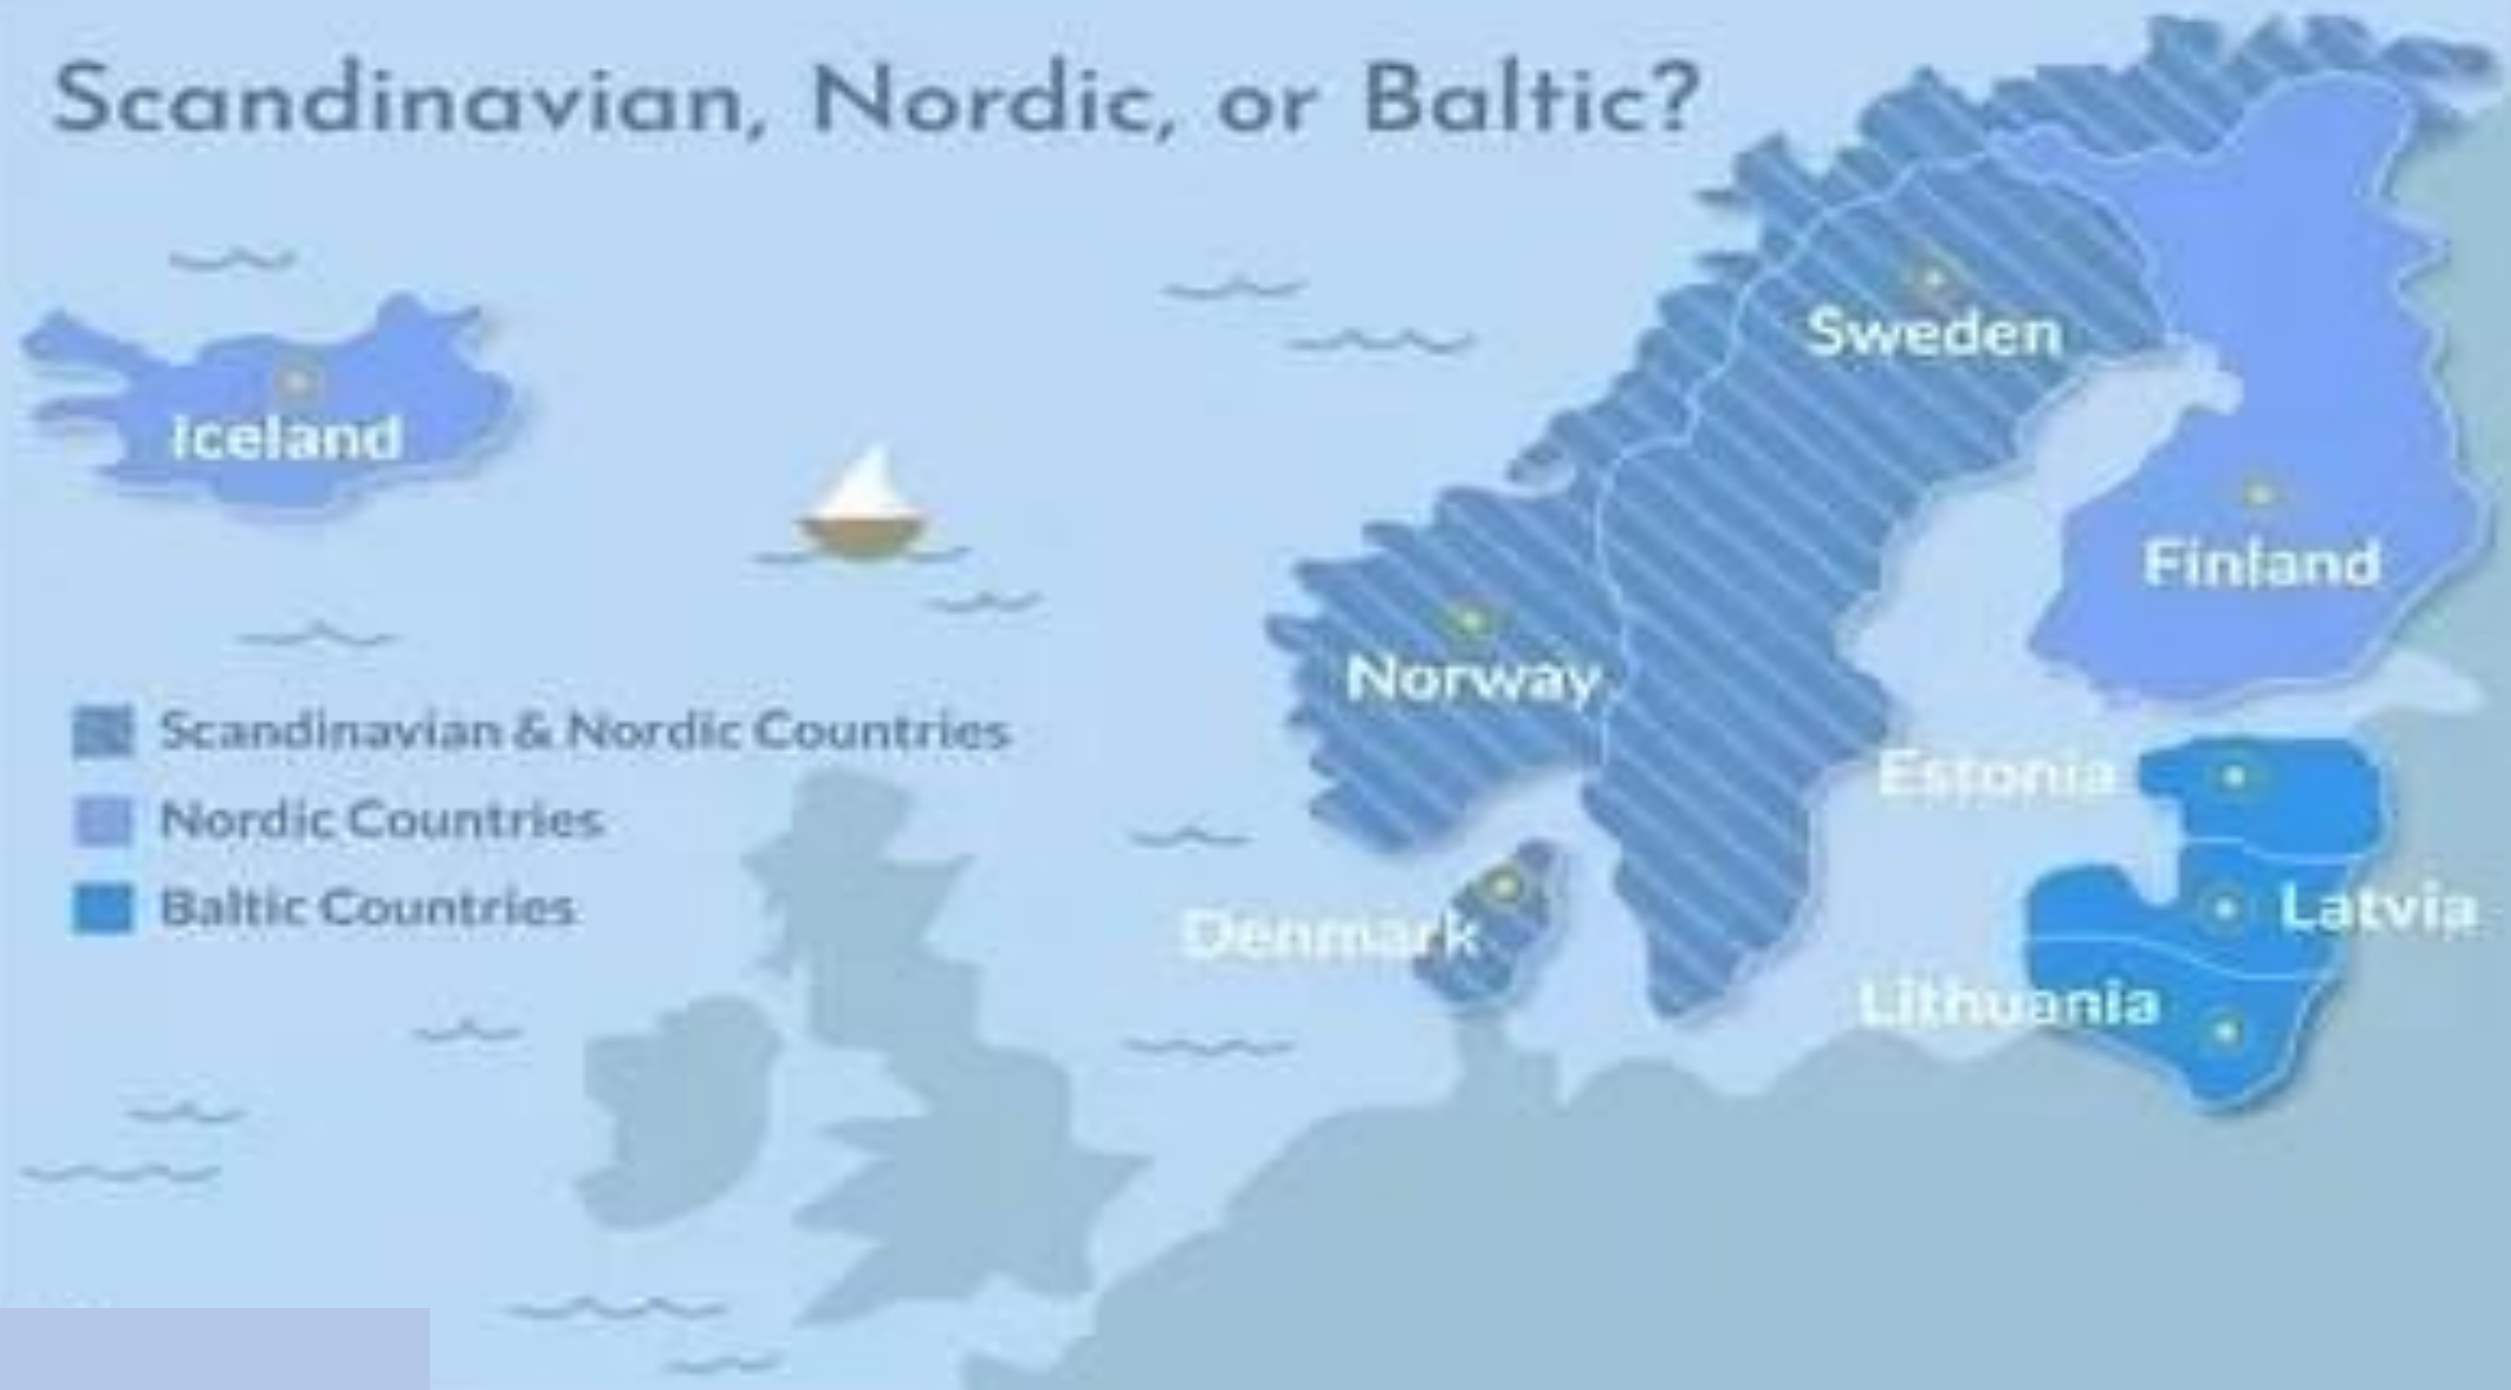 Scandinavian, Nordic, or Baltic?
Iceland
Sweden
Finland
Norway
Scandinavian & Nordic Countries
Nordic Countries
Baltic Countries
Estonia
Denmark
Latvia
Lithuania